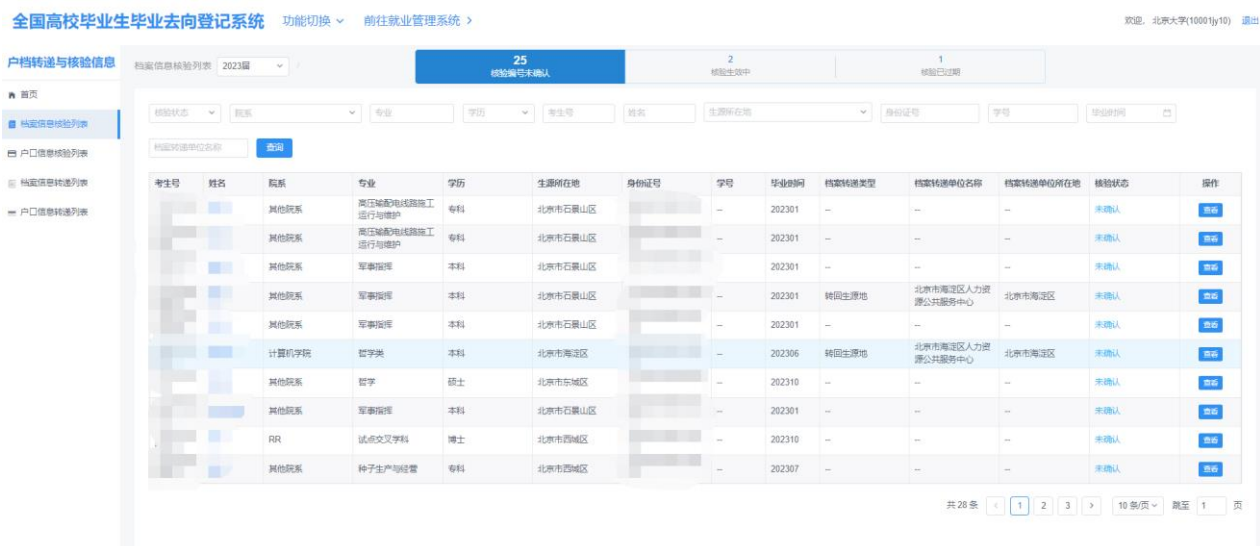 全国高校毕业生毕业去向登记系统 功能切换 前往就业管理系统 > 欢迎, 北京大学(10001jy10) 退出
户档转递与核验信息
首页
档案信息核验列表
户口信息核验列表
档案信息转递列表
户口信息转递列表
档案信息核验列表 2023届 /
25 2 1
核验编号未确认 核验生效中 核验已过期
核验状态 院系 专业 学历 考生号 姓名 生源所在地 身份证号 学号 毕业时间
档案转递单位名称 查询
考生号 姓名 院系 专业 学历 生源所在地 身份证号 学号 毕业时间 档案转递类型 档案转递单位名称 档案转递单位所在地 核验状态 操作
其他院系 高压输配电线路施工运行与维护 专科 北京市石景山区 -- 202301 -- -- -- 未确认 查看
其他院系 高压输配电线路施工运行与维护 专科 北京市石景山区 -- 202301 -- -- -- 未确认 查看
其他院系 军事指挥 本科 北京市石景山区 -- 202301 -- -- -- 未确认 查看
其他院系 军事指挥 本科 北京市石景山区 -- 202301 转回生源地 北京市海淀区人力资源公共服务中心 北京市海淀区 未确认 查看
其他院系 军事指挥 本科 北京市石景山区 -- 202301 -- -- -- 未确认 查看
计算机学院 哲学类 本科 北京市海淀区 -- 202306 转回生源地 北京市海淀区人力资源公共服务中心 北京市海淀区 未确认 查看
其他院系 哲学 硕士 北京市东城区 -- 202310 -- -- -- 未确认 查看
其他院系 军事指挥 本科 北京市石景山区 -- 202301 -- -- -- 未确认 查看
RR 试点交叉学科 博士 北京市西城区 -- 202310 -- -- -- 未确认 查看
其他院系 种子生产与经营 专科 北京市西城区 -- 202307 -- -- -- 未确认 查看
共 28 条 < 1 2 3 > 10 条/页 跳至 1 页